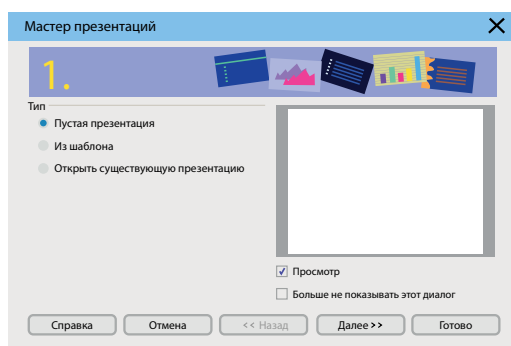 Мастер презентаций
1.
Тип
Пустая презентация
Из шаблона
Открыть существующую презентацию
Просмотр
Больше не показывать этот диалог
Справка Отмена << Назад Далее >> Готово